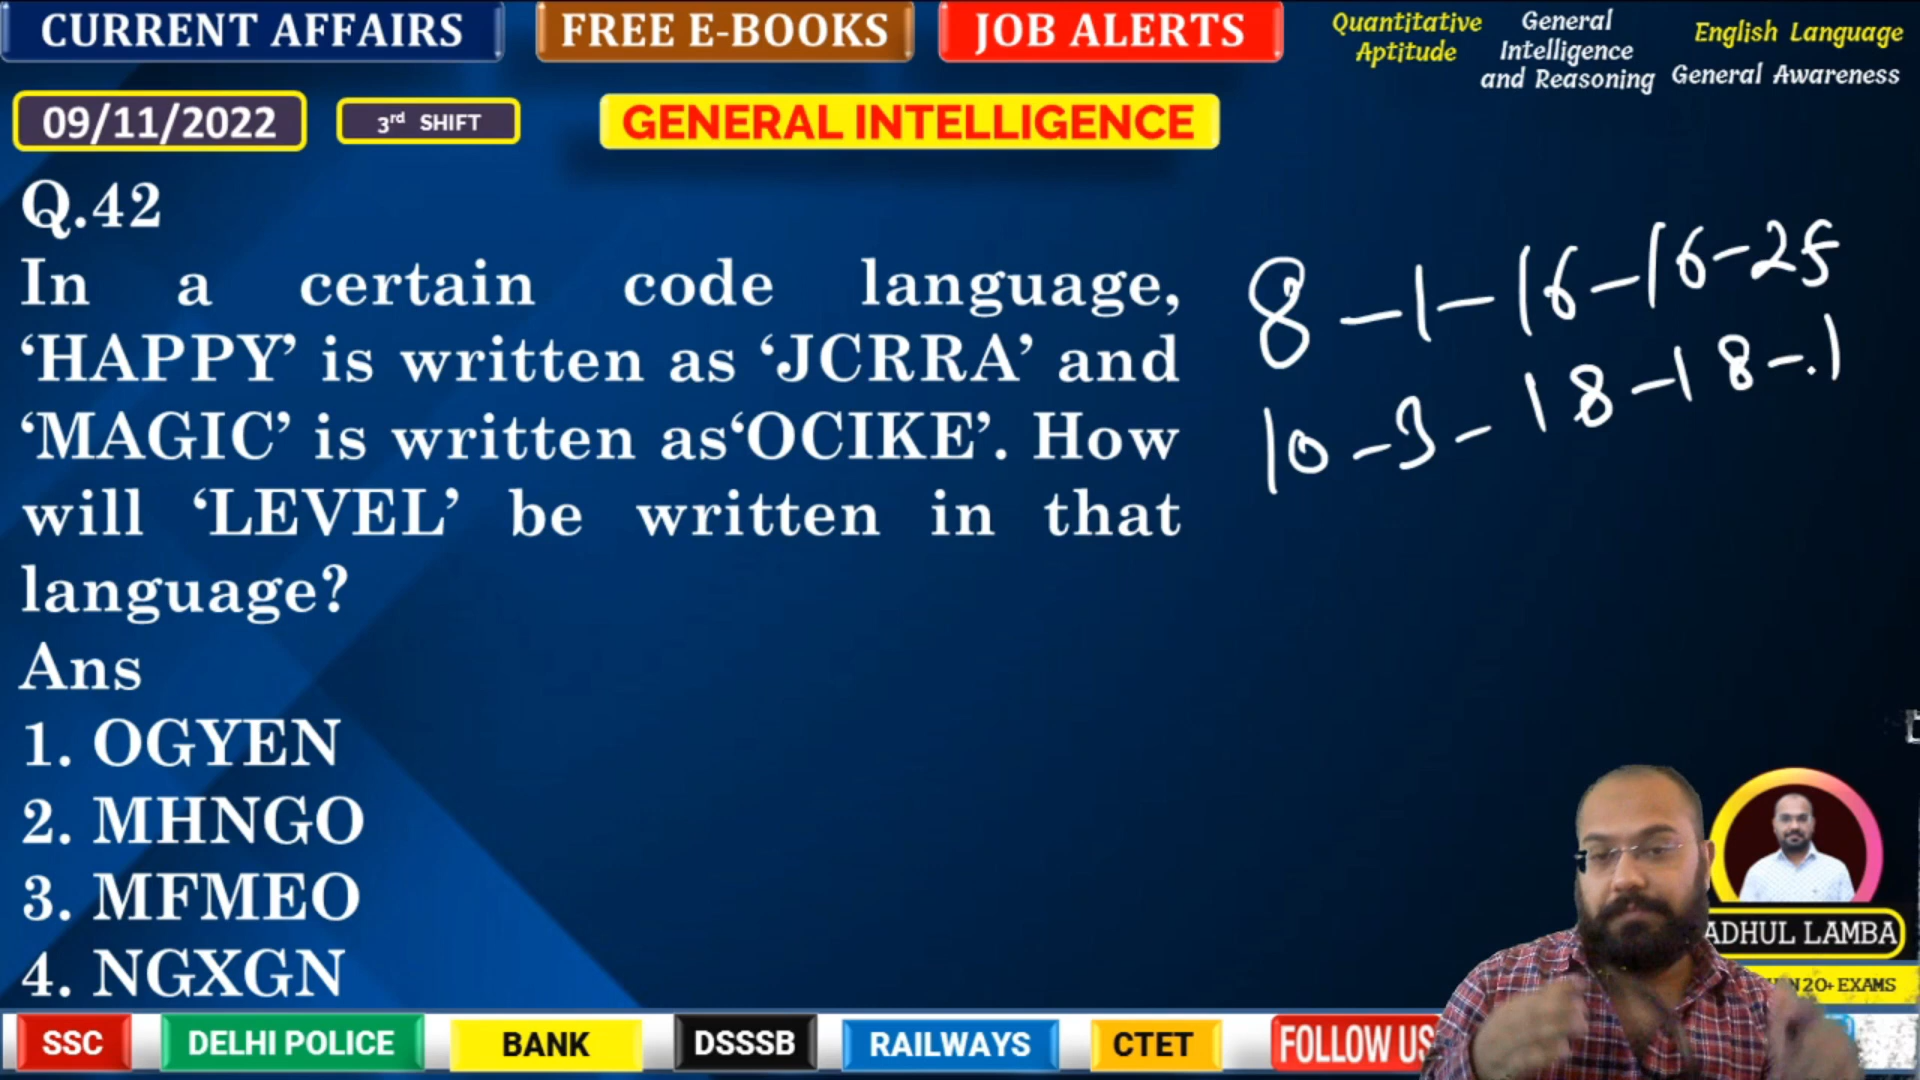 CURRENT AFFAIRS
FREE E-BOOKS
JOB ALERTS
Quantitative Aptitude
General Intelligence and Reasoning
English Language
General Awareness
09/11/2022
3rd SHIFT
GENERAL INTELLIGENCE
Q.42
In a certain code language,
‘HAPPY’ is written as ‘JCRRA’ and
‘MAGIC’ is written as‘OCIKE’. How
will ‘LEVEL’ be written in that
language?
Ans
1. OGYEN
2. MHNGO
3. MFMEO
4. NGXGN
8-1-16-16-25
10-3-18-18-.1
ADHUL LAMBA
N 20+ EXAMS
SSC
DELHI POLICE
BANK
DSSSB
RAILWAYS
CTET
FOLLOW US